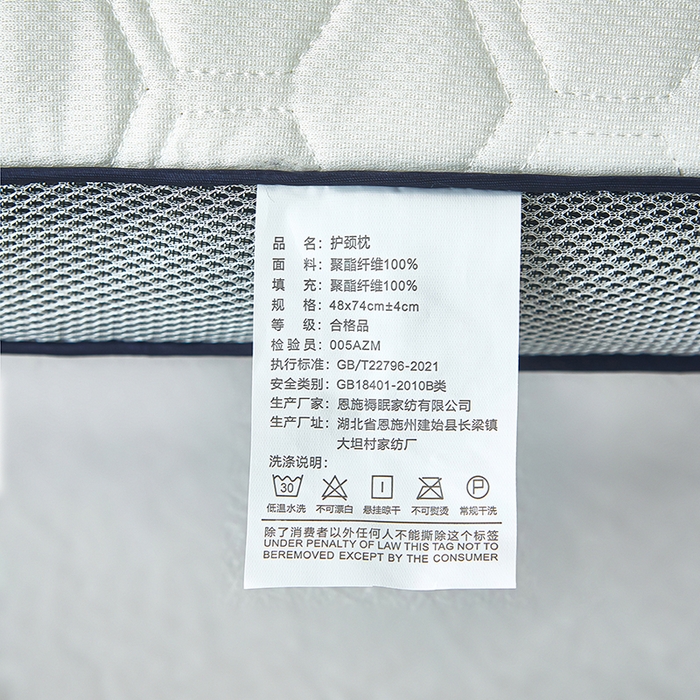 品 名：护颈枕
面 料：聚酯纤维100%
填 充：聚酯纤维100%
规 格：48x74cm±4cm
等 级：合格品
检验员：005AZM
执行标准：GB/T22796-2021
安全类别：GB18401-2010B类
生产厂家：恩施褥眠家纺有限公司
生产厂址：湖北省恩施州建始县长梁镇
大坦村家纺厂
洗涤说明：
30 P
低温水洗 不可漂白 悬挂晾干 不可熨烫 常规干洗
除了消费者以外任何人不能撕除这个标签
UNDER PENALTY OF LAW THIS TAG NOT TO
BEREMOVED EXCEPT BY THE CONSUMER